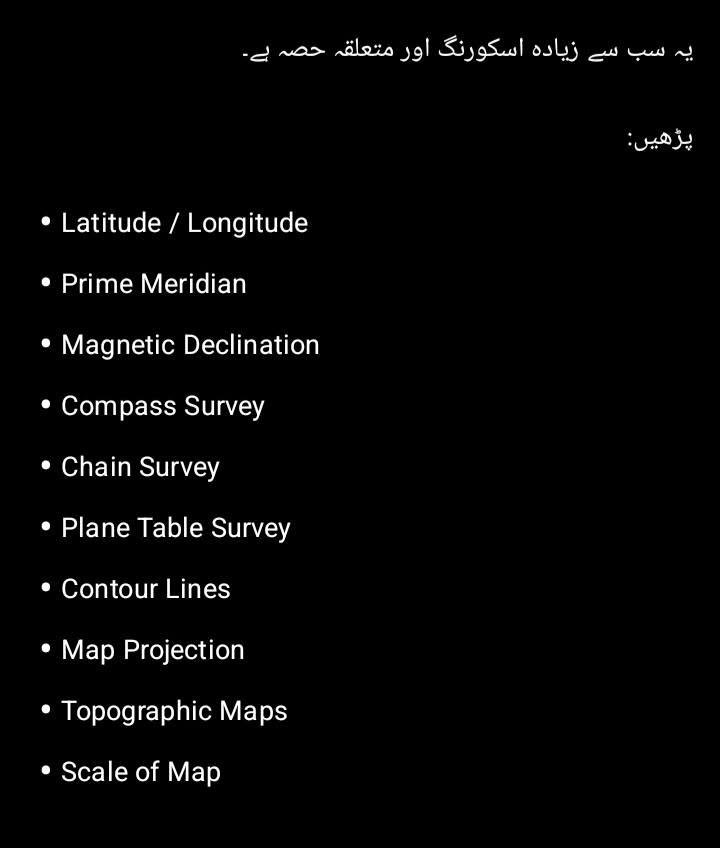 یہ سب سے زیادہ اسکورنگ اور متعلقہ حصہ ہے۔
پڑھیں:
• Latitude / Longitude
• Prime Meridian
• Magnetic Declination
• Compass Survey
• Chain Survey
• Plane Table Survey
• Contour Lines
• Map Projection
• Topographic Maps
• Scale of Map